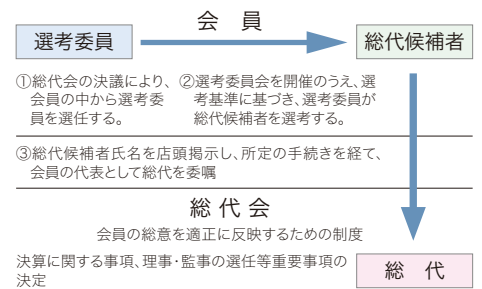 会員
選考委員
総代候補者
①総代会の決議により、
会員の中から選考委
員を選任する。
②選考委員会を開催のうえ、選
考基準に基づき、選考委員が
総代候補者を選考する。
③総代候補者氏名を店頭掲示し、所定の手続きを経て、
会員の代表として総代を委嘱
総代会
会員の総意を適正に反映するための制度
決算に関する事項、理事・監事の選任等重要事項の
決定
総代